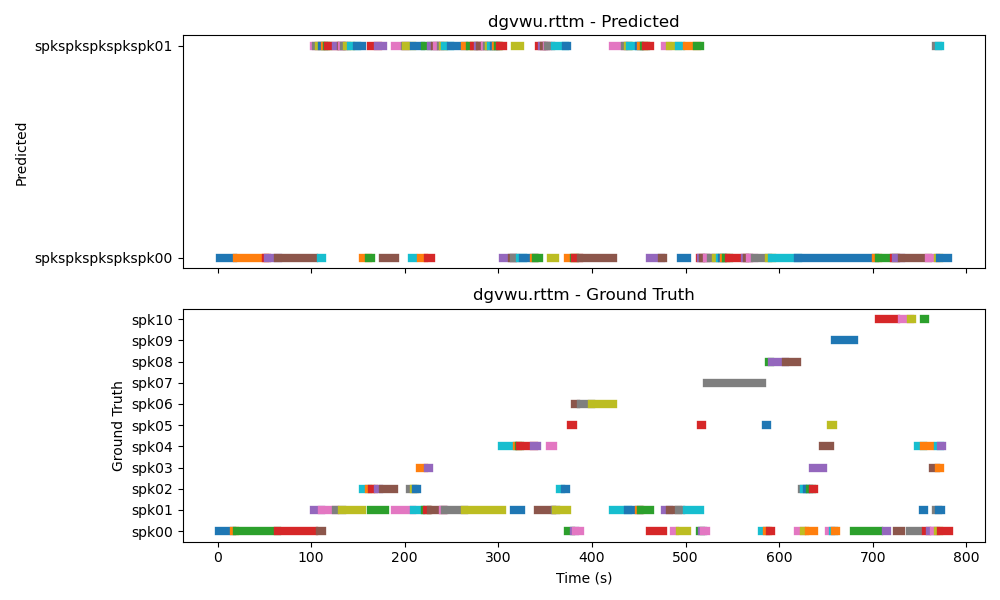 dgvwu.rttm - Predicted
spkspkspkspkspk01
spkspkspkspkspk00
Predicted
dgvwu.rttm - Ground Truth
spk10
spk09
spk08
spk07
spk06
spk05
spk04
spk03
spk02
spk01
spk00
Ground Truth
0 100 200 300 400 500 600 700 800
Time (s)